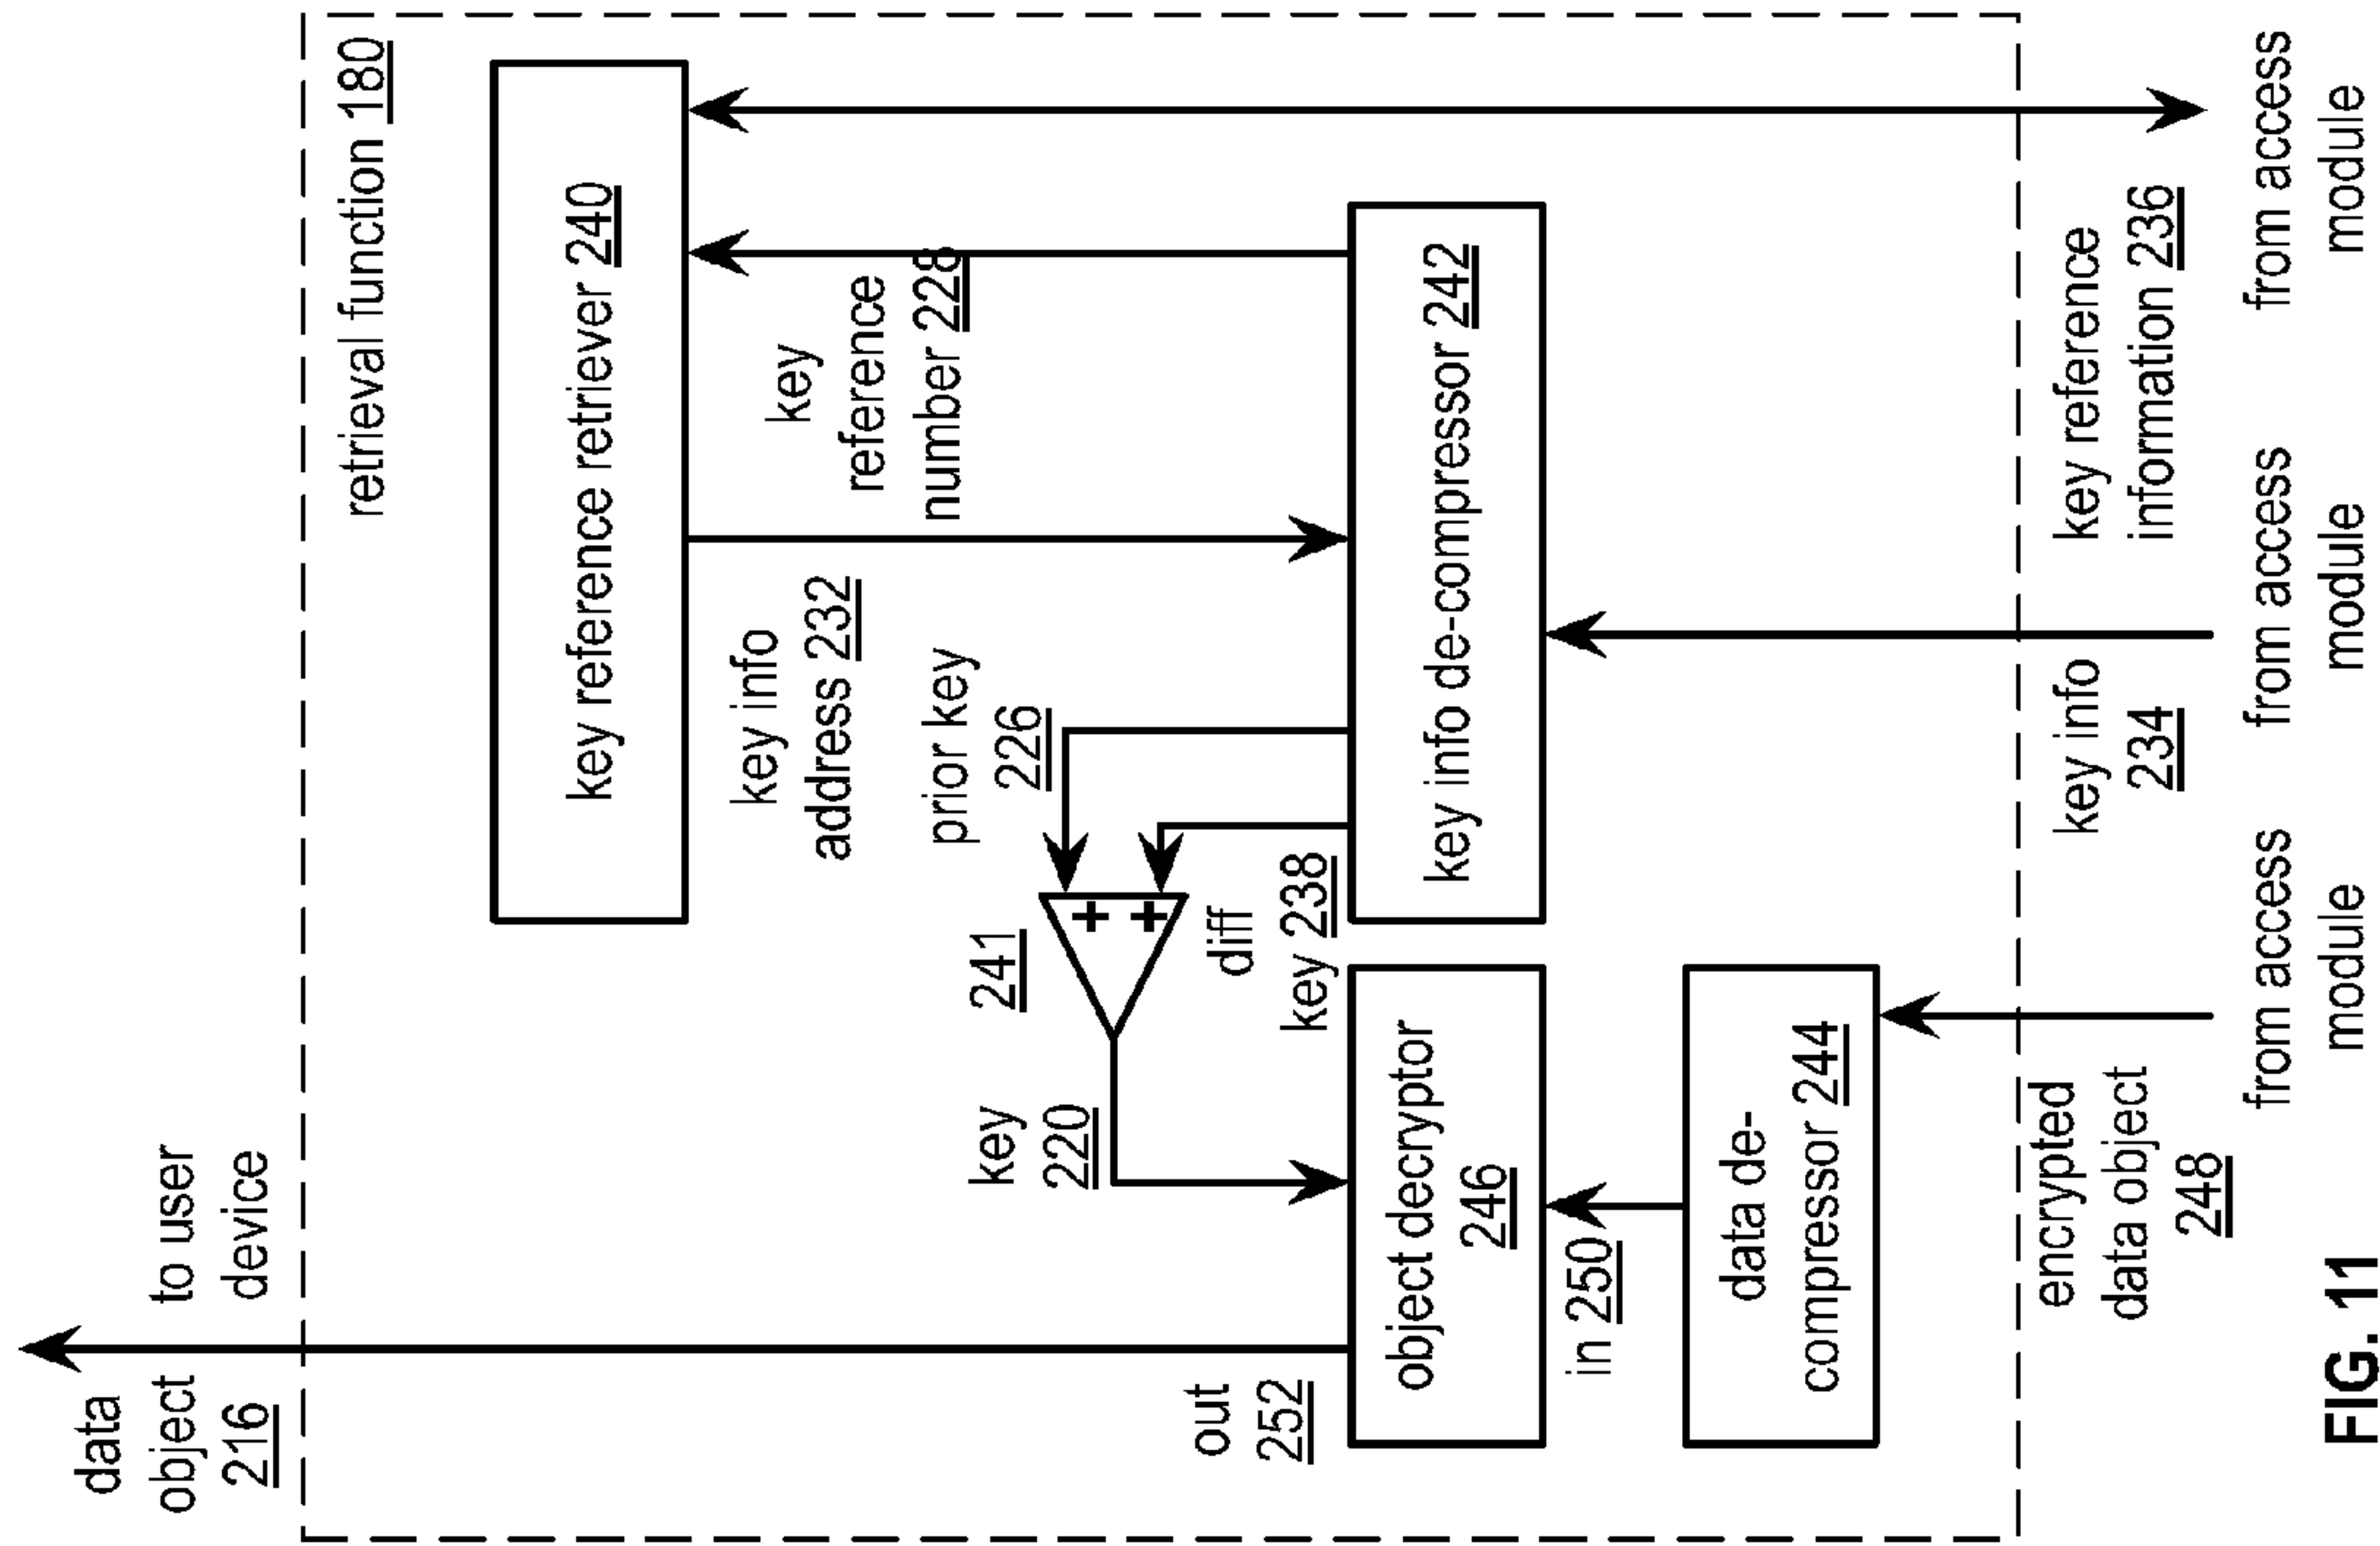 data
object
216
to user
device
retrieval function 180
key reference retriever 240
key info
address 232
key
reference
number 228
prior key
226
241
key
220
diff
key 238
out
252
object decryptor
246
key info de-compressor 242
in 250
data de-
compressor 244
encrypted
data object
248
key info
234
key reference
information 236
from access
module
from access
module
from access
module
FIG. 11